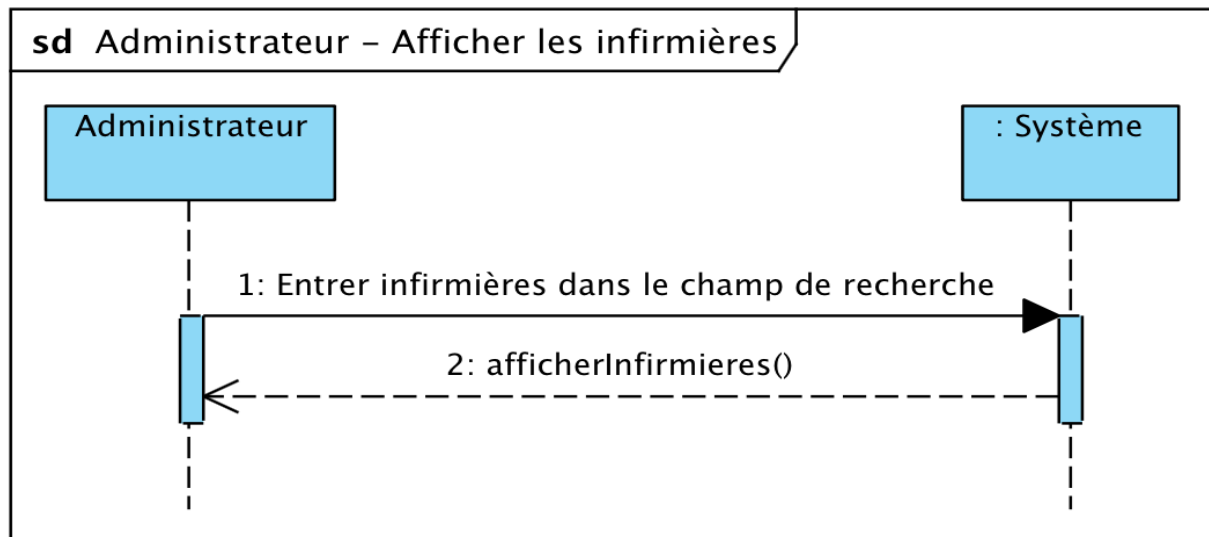 sd Administrateur – Afficher les infirmières
Administrateur
: Système
1: Entrer infirmières dans le champ de recherche
2: afficherInfirmieres()